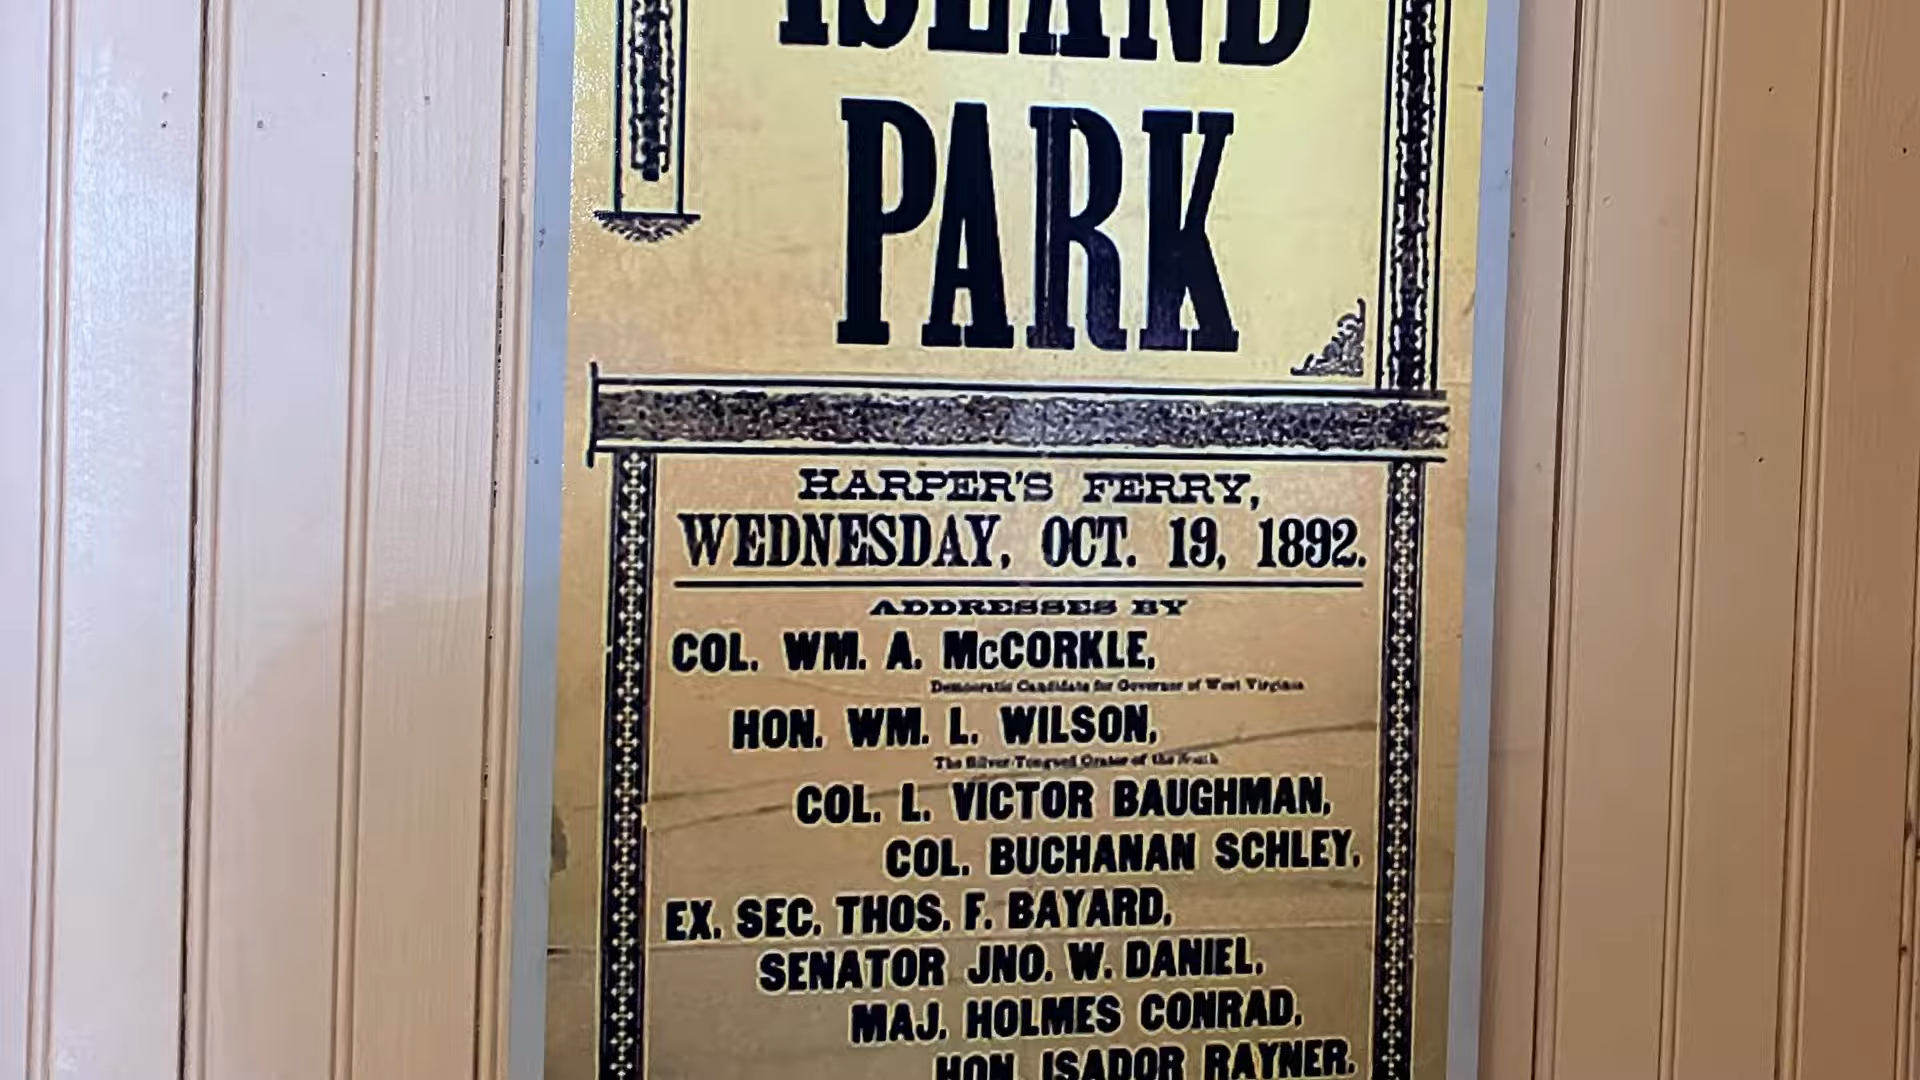 ISLAND
PARK
HARPER'S FERRY,
WEDNESDAY, OCT. 19, 1892.
ADDRESSES BY
COL. WM. A. McCORKLE,
Democratic Candidate for Governor of West Virginia
HON. WM. L. WILSON,
The Silver-Tongued Orator of the South
COL. L. VICTOR BAUGHMAN,
COL. BUCHANAN SCHLEY,
EX. SEC. THOS. F. BAYARD,
SENATOR JNO. W. DANIEL,
MAJ. HOLMES CONRAD,
HON. ISADOR RAYNER,